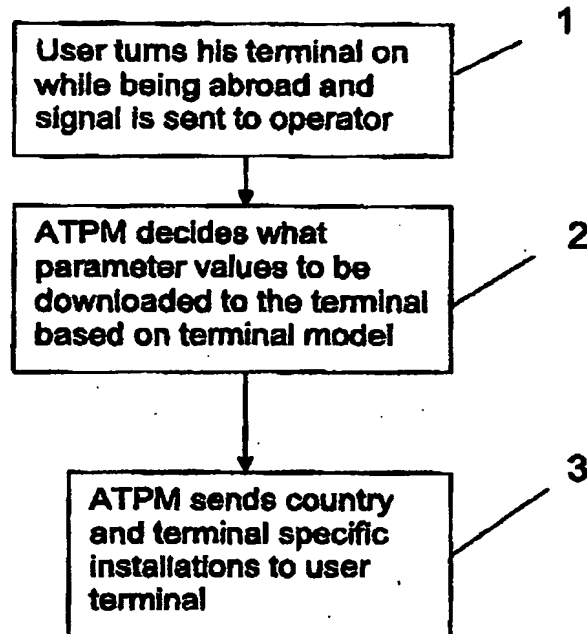 1
User turns his terminal on
while being abroad and
signal is sent to operator
2
ATPM decides what
parameter values to be
downloaded to the terminal
based on terminal model
3
ATPM sends country
and terminal specific
installations to user
terminal